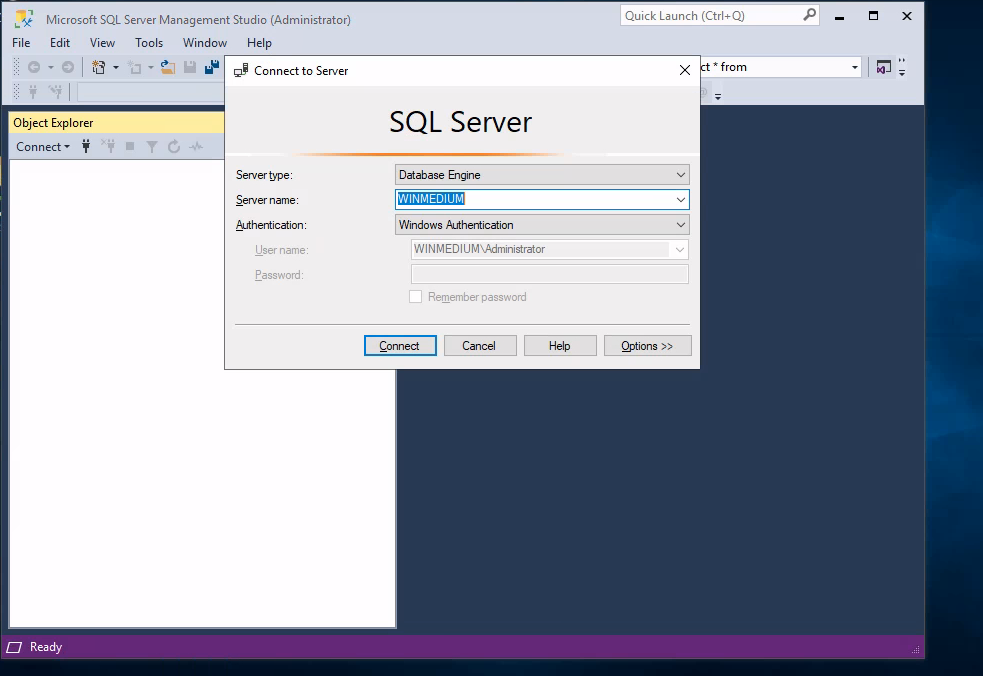 Microsoft SQL Server Management Studio (Administrator)
Quick Launch (Ctrl+Q)
File Edit View Tools Window Help
ct * from
Connect to Server
SQL Server
Object Explorer
Connect
Server type: Database Engine
Server name: WINMEDIUM
Authentication: Windows Authentication
User name: WINMEDIUM\Administrator
Password:
Remember password
Connect Cancel Help Options >>
Ready